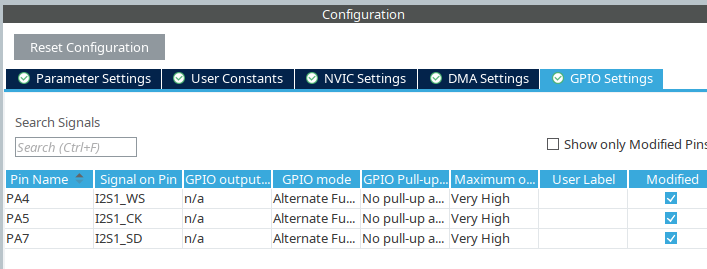 Configuration
Reset Configuration
Parameter Settings User Constants NVIC Settings DMA Settings GPIO Settings
Search Signals
Search (Ctrl+F)
Show only Modified Pins
Pin Name Signal on Pin GPIO output... GPIO mode GPIO Pull-up... Maximum o... User Label Modified
PA4 I2S1_WS n/a Alternate Fu... No pull-up a... Very High
PA5 I2S1_CK n/a Alternate Fu... No pull-up a... Very High
PA7 I2S1_SD n/a Alternate Fu... No pull-up a... Very High